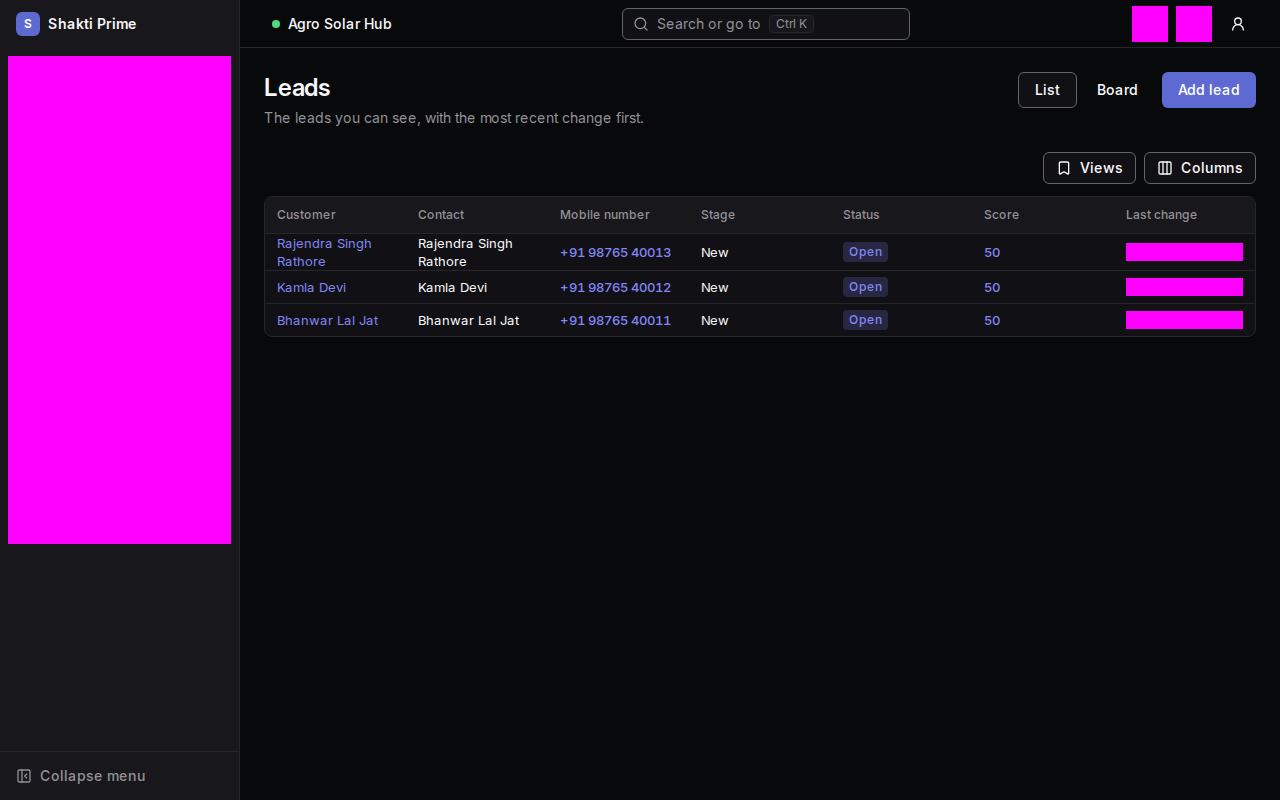 S Shakti Prime
Agro Solar Hub
Search or go to Ctrl K
Leads
The leads you can see, with the most recent change first.
List Board Add lead
Views Columns
Customer Contact Mobile number Stage Status Score Last change
Rajendra Singh Rathore Rajendra Singh Rathore +91 98765 40013 New Open 50
Kamla Devi Kamla Devi +91 98765 40012 New Open 50
Bhanwar Lal Jat Bhanwar Lal Jat +91 98765 40011 New Open 50
Collapse menu